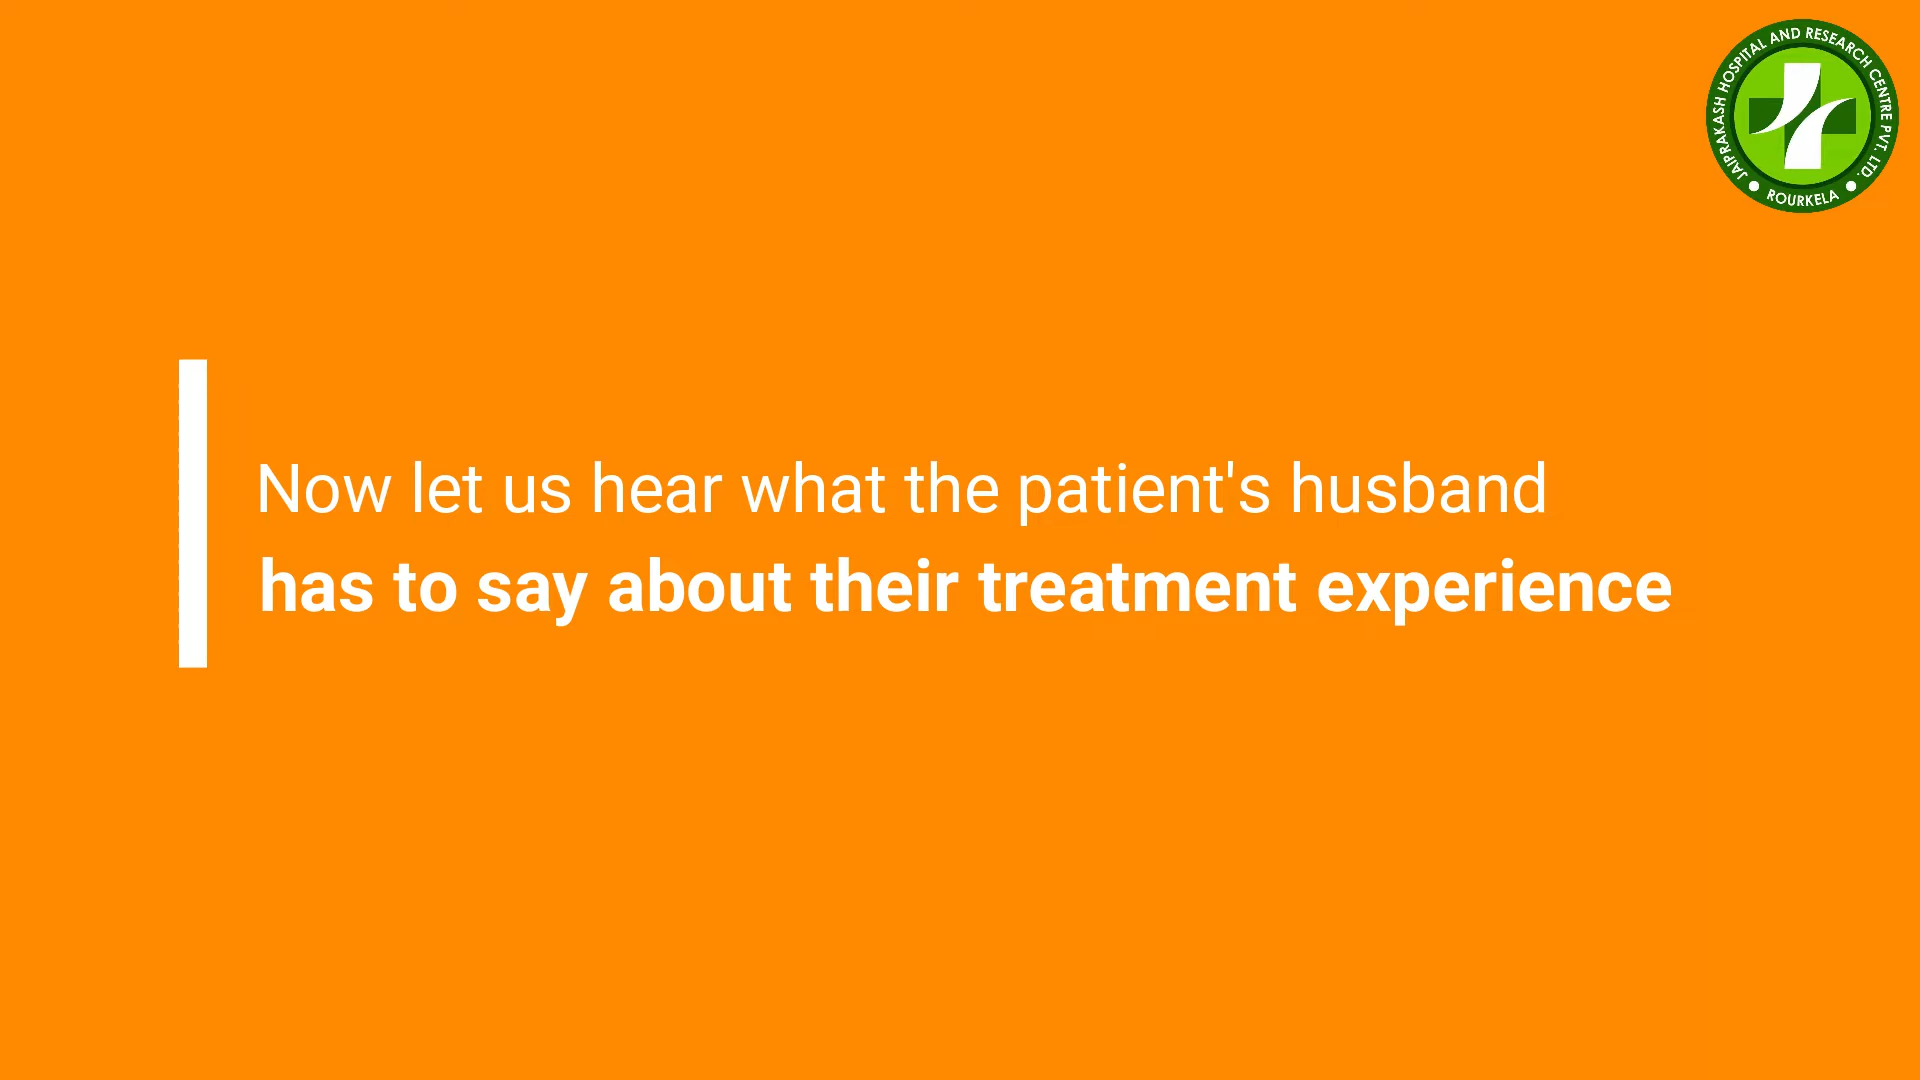 JAIPRAKASH HOSPITAL AND RESEARCH CENTRE PVT. LTD.
ROURKELA
Now let us hear what the patient's husband
has to say about their treatment experience